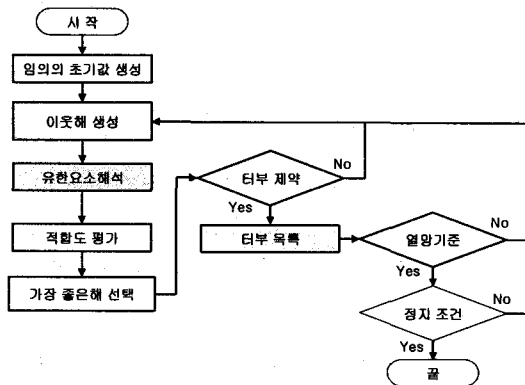 시 작
임의의 초기값 생성
이웃해 생성
유한요소해석
적합도 평가
가장 좋은해 선택
터부 제약
No
Yes
터부 목록
열망기준
No
Yes
정지 조건
No
Yes
끝